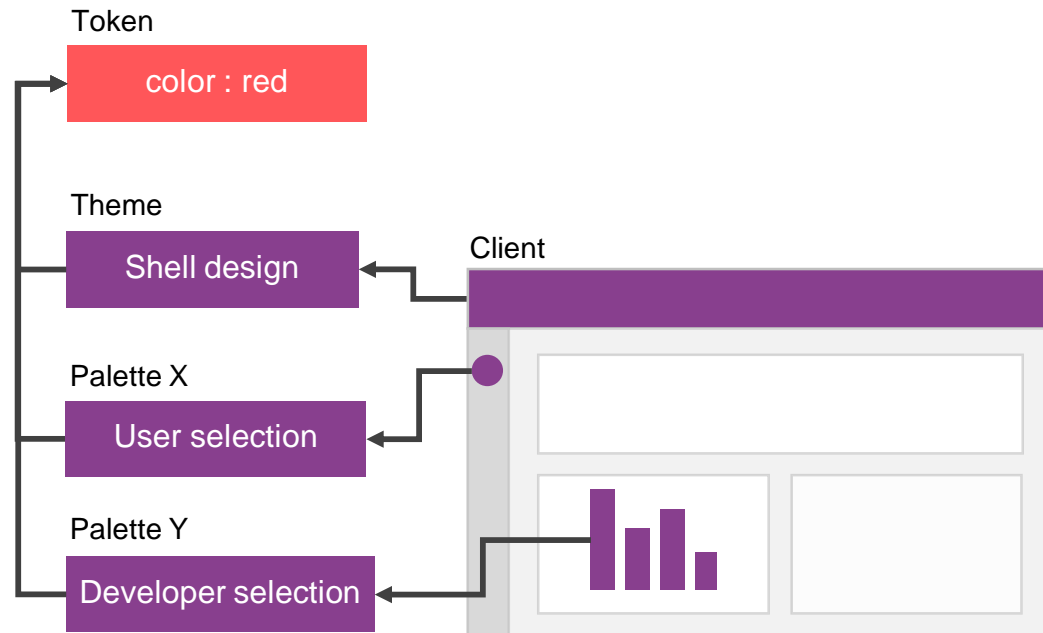 Token
color : red
Theme
Shell design
Client
Palette X
User selection
Palette Y
Developer selection